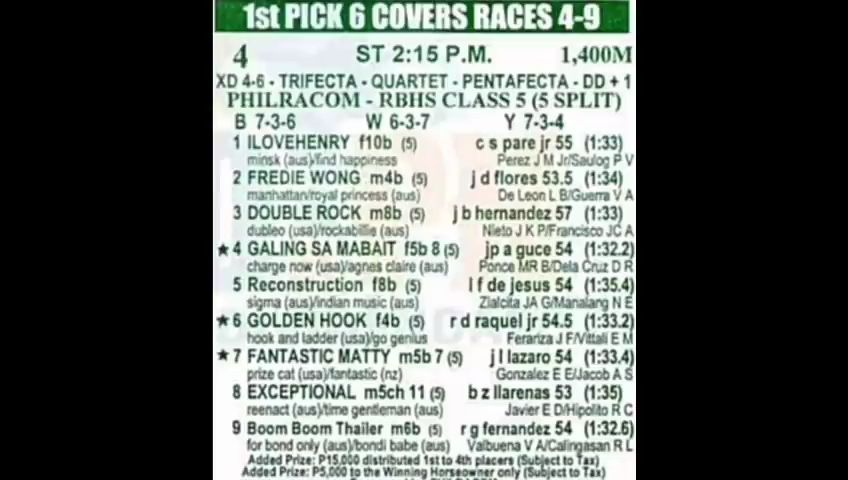 1st PICK 6 COVERS RACES 4-9
4 ST 2:15 P.M. 1,400M
XD 4-6 - TRIFECTA - QUARTET - PENTAFECTA - DD + 1
PHILRACOM - RBHS CLASS 5 (5 SPLIT)
B 7-3-6 W 6-3-7 Y 7-3-4
1 ILOVEHENRY f10b (5) c s pare jr 55 (1:33)
minsk (aus)/find happiness Perez J M Jr/Saulog P V
2 FREDIE WONG m4b (5) j d flores 53.5 (1:34)
manhattan/royal princess (aus) De Leon L B/Guerra V A
3 DOUBLE ROCK m8b (5) j b hernandez 57 (1:33)
dubleo (usa)/rockabillie (aus) Nieto J K P/Francisco JC A
★4 GALING SA MABAIT f5b 8 (5) jp a guce 54 (1:32.2)
charge now (usa)/agnes claire (aus) Ponce MR B/Dela Cruz D R
5 Reconstruction f8b (5) l f de jesus 54 (1:35.4)
sigma (aus)/indian music (aus) Zialcita JA G/Manalang N E
★6 GOLDEN HOOK f4b (5) r d raquel jr 54.5 (1:33.2)
hook and ladder (usa)/go genius Ferariza J F/Vittali E M
★7 FANTASTIC MATTY m5b 7 (5) j l lazaro 54 (1:33.4)
prize cat (usa)/fantastic (nz) Gonzalez E E/Jacob A S
8 EXCEPTIONAL m5ch 11 (5) b z llarenas 53 (1:35)
reenact (aus)/time gentleman (aus) Javier E D/Hipolito R C
9 Boom Boom Thailer m6b (5) r g fernandez 54 (1:32.6)
for bond only (aus)/bondi babe (aus) Valbuena V A/Calingasan R L
Added Prize: P15,000 distributed 1st to 4th placers (Subject to Tax)
Added Prize: P5,000 to the Winning Horseowner only (Subject to Tax)